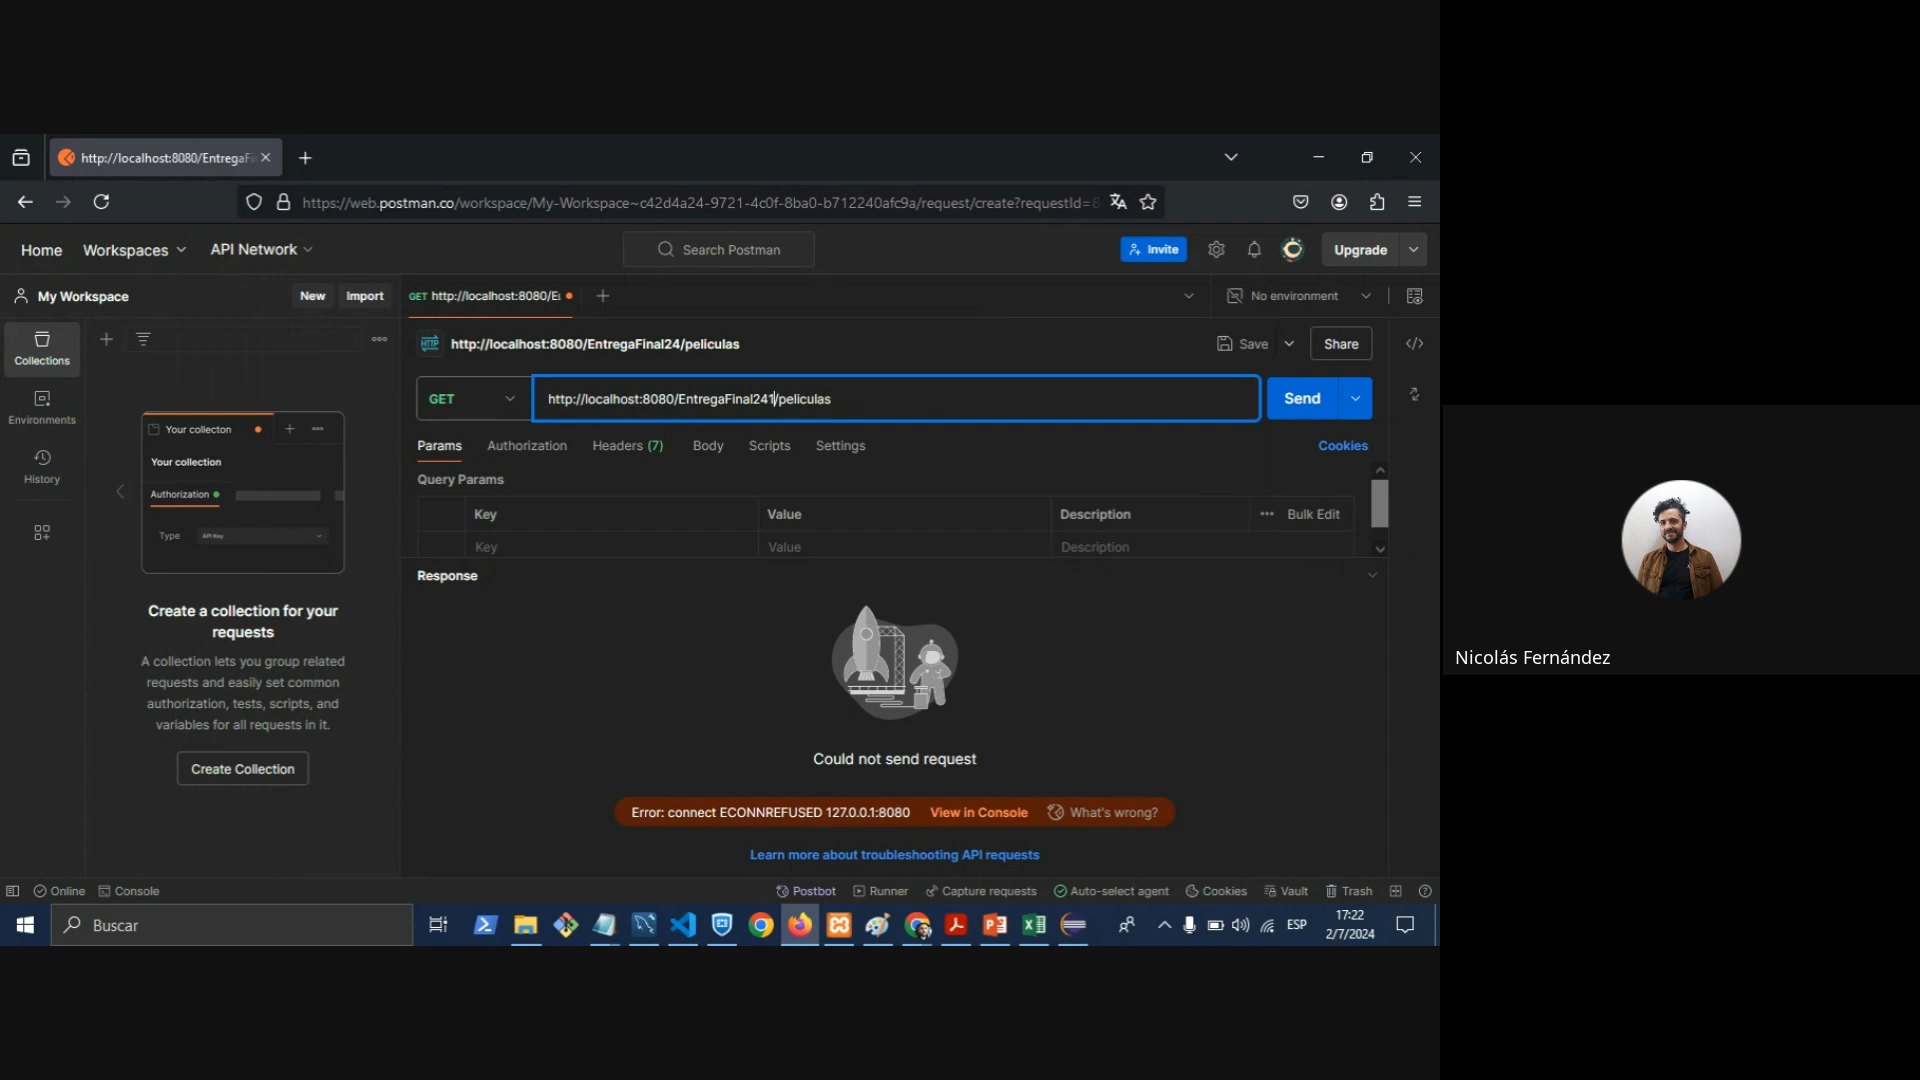 http://localhost:8080/EntregaFi
https://web.postman.co/workspace/My-Workspace~c42d4a24-9721-4c0f-8ba0-b712240afc9a/request/create?requestId=8
Home Workspaces API Network Search Postman Invite Upgrade
My Workspace New Import GET http://localhost:8080/E No environment
Collections
Environments
History
HTTP http://localhost:8080/EntregaFinal24/peliculas Save Share
GET http://localhost:8080/EntregaFinal241/peliculas Send
Params Authorization Headers (7) Body Scripts Settings Cookies
Query Params
Key Value Description Bulk Edit
Key Value Description
Your collecton
Your collection
Authorization
Type API Key
Create a collection for your
requests
A collection lets you group related
requests and easily set common
authorization, tests, scripts, and
variables for all requests in it.
Create Collection
Response
Could not send request
Error: connect ECONNREFUSED 127.0.0.1:8080 View in Console What's wrong?
Learn more about troubleshooting API requests
Online Console Postbot Runner Capture requests Auto-select agent Cookies Vault Trash
Buscar ESP 17:22
2/7/2024
Nicolás Fernández